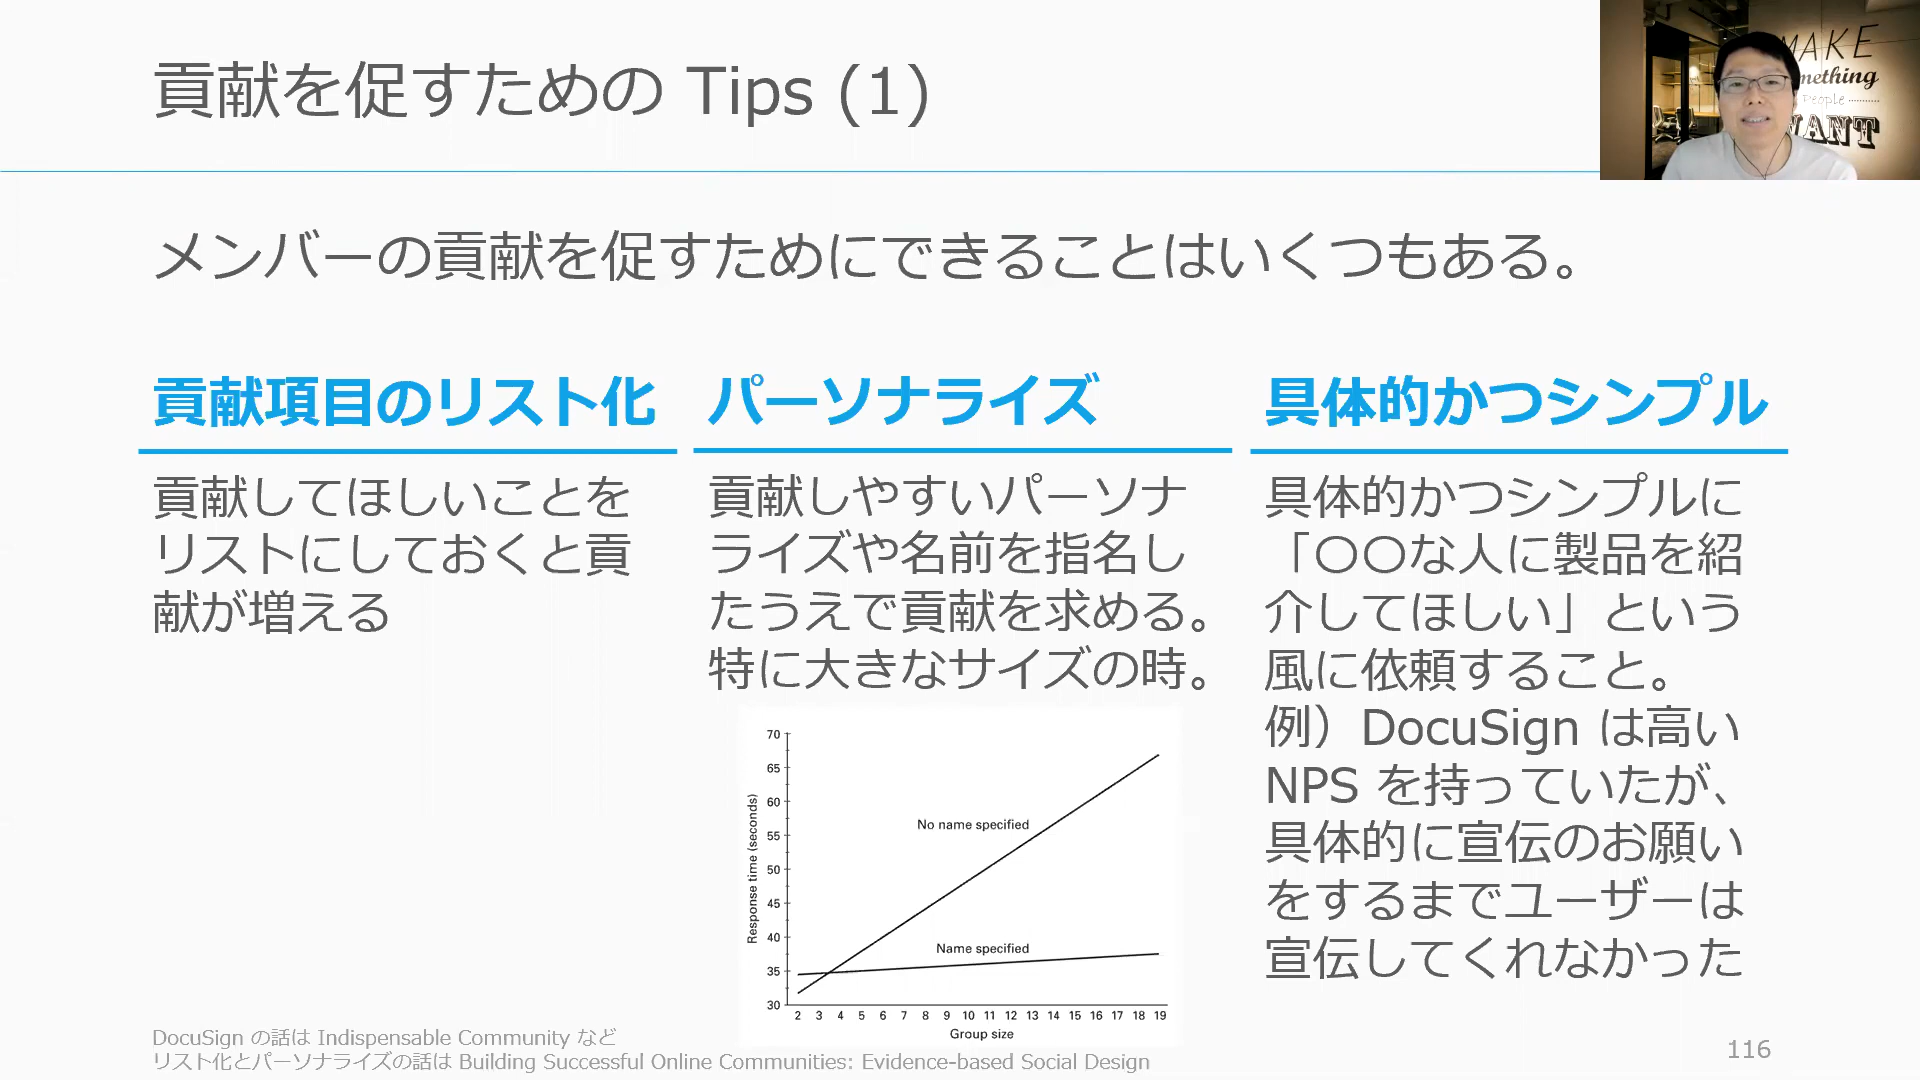 貢献を促すための Tips (1)
MAKE
mething
People
WANT
メンバーの貢献を促すためにできることはいくつもある。
貢献項目のリスト化
貢献してほしいことを
リストにしておくと貢
献が増える
パーソナライズ
貢献しやすいパーソナ
ライズや名前を指名し
たうえで貢献を求める。
特に大きなサイズの時。
70
65
60
55
50
45
40
35
30
Response time (seconds)
No name specified
Name specified
2 3 4 5 6 7 8 9 10 11 12 13 14 15 16 17 18 19
Group size
具体的かつシンプル
具体的かつシンプルに
「〇〇な人に製品を紹
介してほしい」という
風に依頼すること。
例）DocuSign は高い
NPS を持っていたが、
具体的に宣伝のお願い
をするまでユーザーは
宣伝してくれなかった
DocuSign の話は Indispensable Community など
リスト化とパーソナライズの話は Building Successful Online Communities: Evidence-based Social Design
116